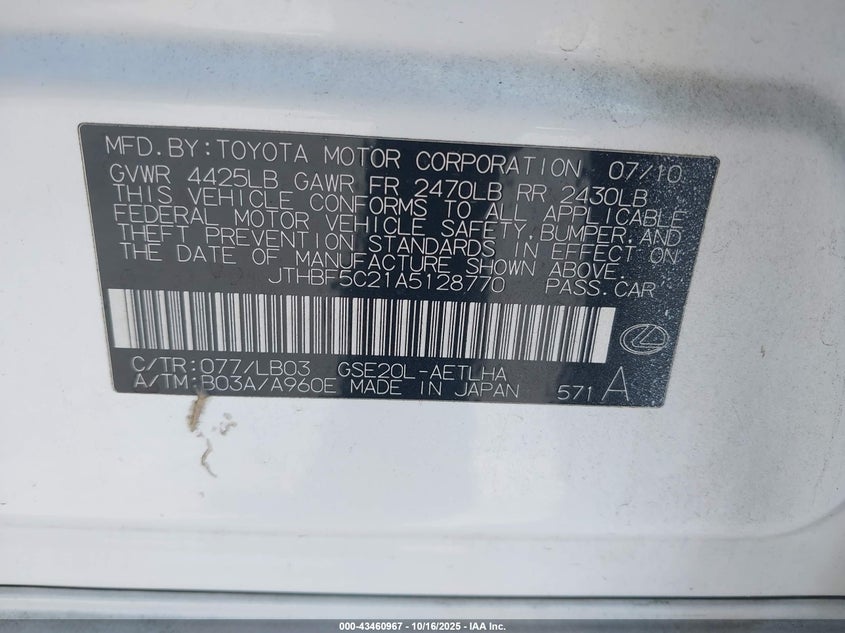 MFD.BY:TOYOTA MOTOR CORPORATION 07/10
GVWR 4425LB GAWR FR 2470LB RR 2430LB
THIS VEHICLE CONFORMS TO ALL APPLICABLE
FEDERAL MOTOR VEHICLE SAFETY,BUMPER,AND
THEFT PREVENTION STANDARDS IN EFFECT ON
THE DATE OF MANUFACTURE SHOWN ABOVE.
JTHBF5C21A5128770 PASS.CAR
C/TR:077/LB03 GSE20L-AETLHA
A/TM:B03A/A960E MADE IN JAPAN 571 A
000-43460967 - 10/16/2025 - IAA Inc.